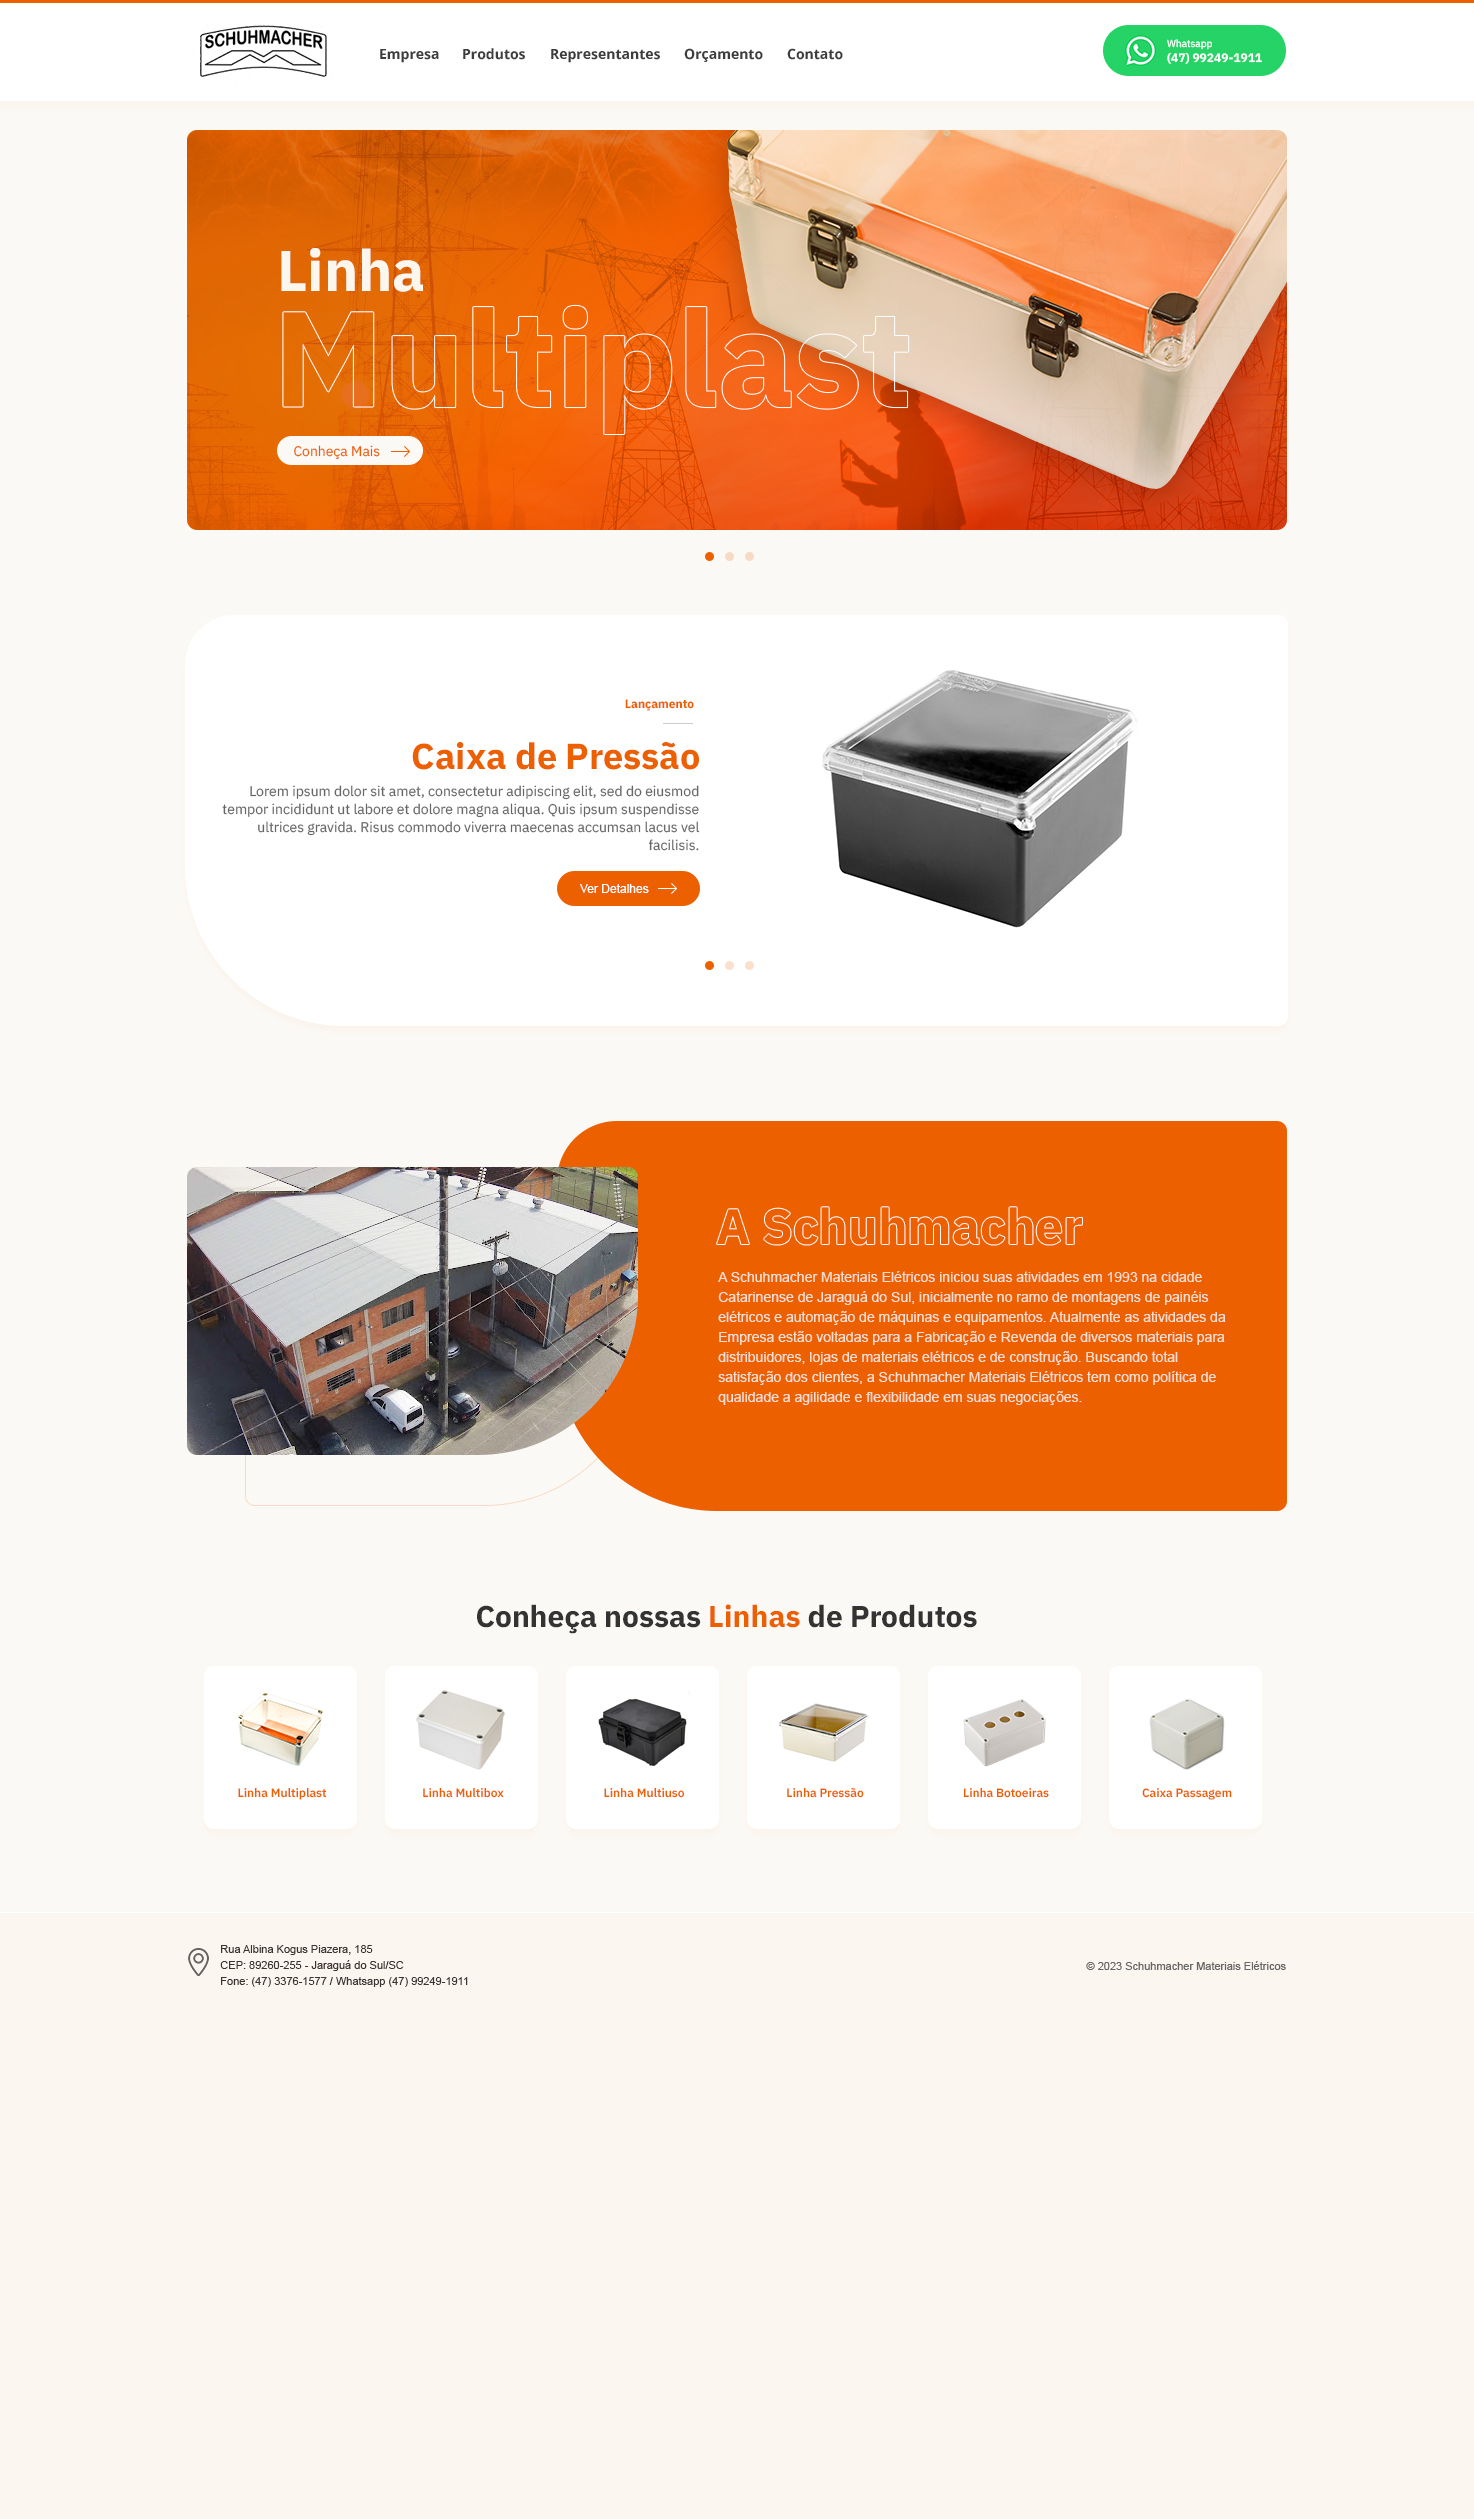 SCHUHMACHER
Empresa
Produtos
Representantes
Orçamento
Contato
Whatsapp
(47) 99249-1911
Linha
Multiplast
Conheça Mais
Lançamento
Caixa de Pressão
Lorem ipsum dolor sit amet, consectetur adipiscing elit, sed do eiusmod
tempor incididunt ut labore et dolore magna aliqua. Quis ipsum suspendisse
ultrices gravida. Risus commodo viverra maecenas accumsan lacus vel
facilisis.
Ver Detalhes
A Schuhmacher
A Schuhmacher Materiais Elétricos iniciou suas atividades em 1993 na cidade
Catarinense de Jaraguá do Sul, inicialmente no ramo de montagens de painéis
elétricos e automação de máquinas e equipamentos. Atualmente as atividades da
Empresa estão voltadas para a Fabricação e Revenda de diversos materiais para
distribuidores, lojas de materiais elétricos e de construção. Buscando total
satisfação dos clientes, a Schuhmacher Materiais Elétricos tem como política de
qualidade a agilidade e flexibilidade em suas negociações.
Conheça nossas Linhas de Produtos
Linha Multiplast
Linha Multibox
Linha Multiuso
Linha Pressão
Linha Botoeiras
Caixa Passagem
Rua Albina Kogus Piazera, 185
CEP: 89260-255 - Jaraguá do Sul/SC
Fone: (47) 3376-1577 / Whatsapp (47) 99249-1911
© 2023 Schuhmacher Materiais Elétricos